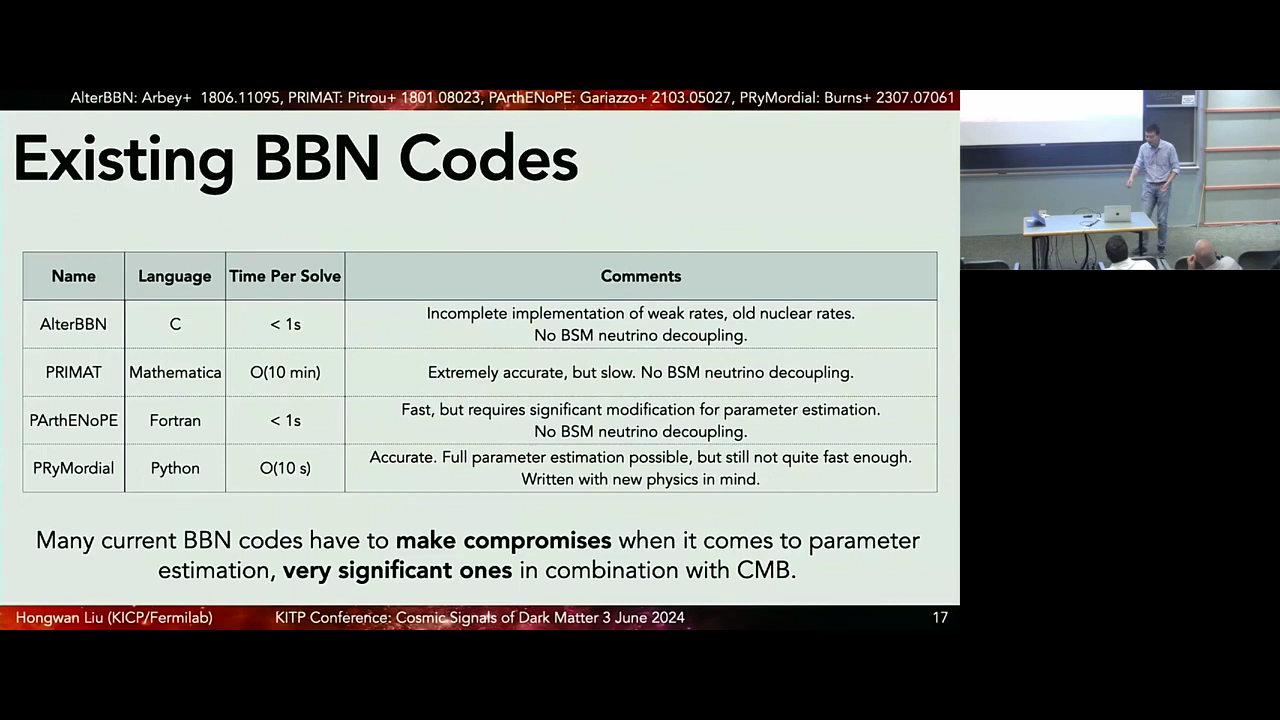 AlterBBN: Arbey+ 1806.11095, PRIMAT: Pitrou+ 1801.08023, PArthENoPE: Gariazzo+ 2103.05027, PRyMordial: Burns+ 2307.07061
Existing BBN Codes
Name Language Time Per Solve Comments
AlterBBN C < 1s Incomplete implementation of weak rates, old nuclear rates.
No BSM neutrino decoupling.
PRIMAT Mathematica O(10 min) Extremely accurate, but slow. No BSM neutrino decoupling.
PArthENoPE Fortran < 1s Fast, but requires significant modification for parameter estimation.
No BSM neutrino decoupling.
PRyMordial Python O(10 s) Accurate. Full parameter estimation possible, but still not quite fast enough.
Written with new physics in mind.
Many current BBN codes have to make compromises when it comes to parameter
estimation, very significant ones in combination with CMB.
Hongwan Liu (KICP/Fermilab) KITP Conference: Cosmic Signals of Dark Matter 3 June 2024 17